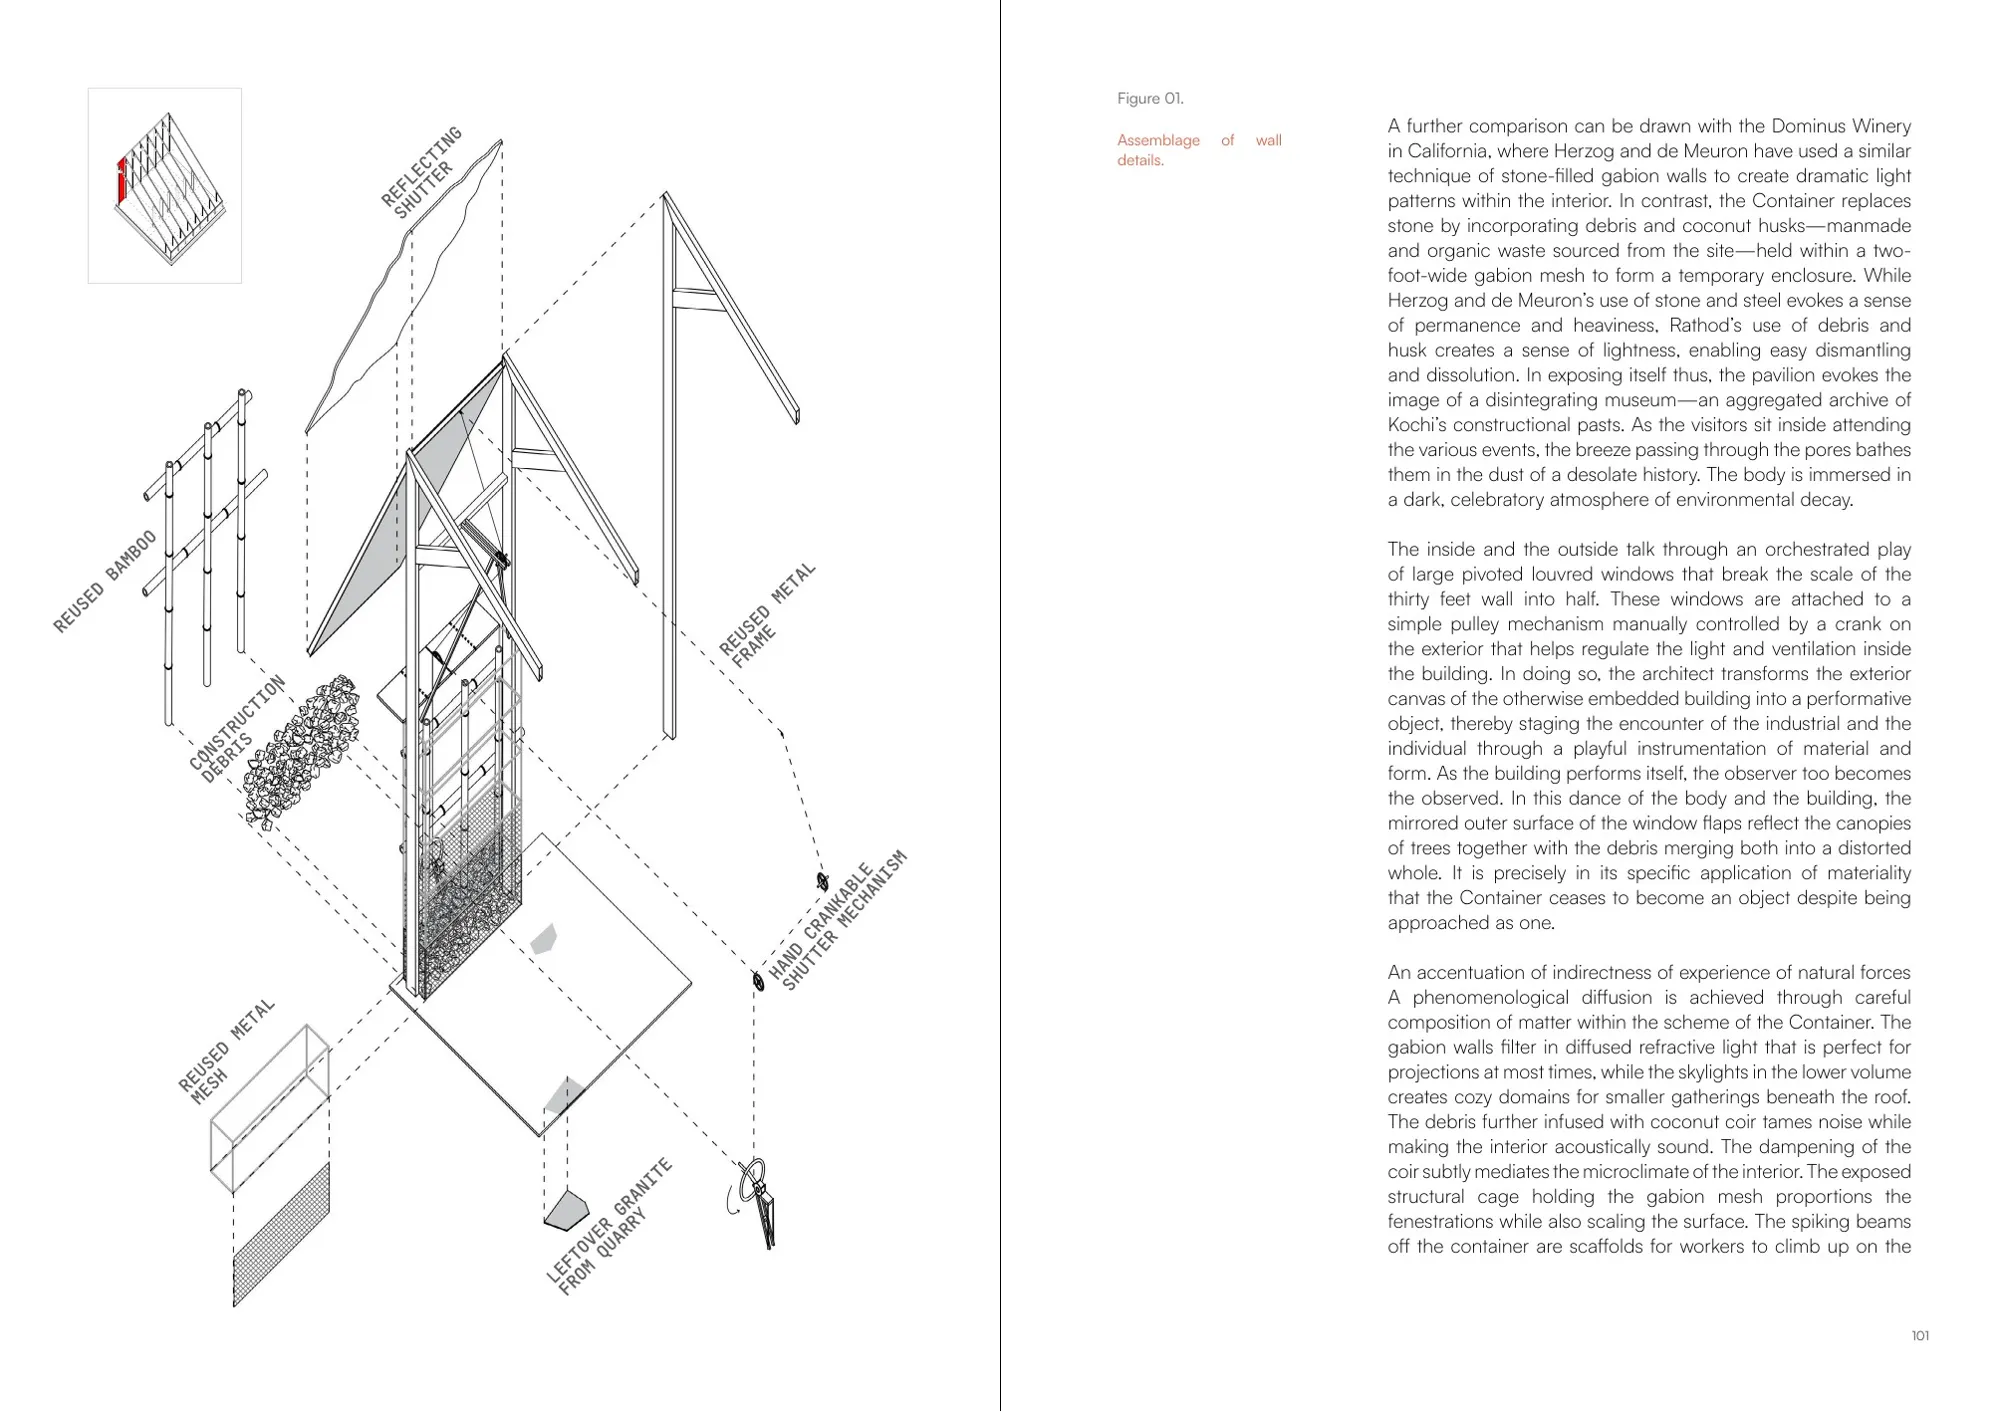 REFLECTING
SHUTTER
REUSED BAMBOO
REUSED METAL
FRAME
CONSTRUCTION
DEBRIS
HAND CRANKABLE
SHUTTER MECHANISM
REUSED METAL
MESH
LEFTOVER GRANITE
FROM QUARRY
Figure 01.
Assemblage of wall
details.
A further comparison can be drawn with the Dominus Winery
in California, where Herzog and de Meuron have used a similar
technique of stone-filled gabion walls to create dramatic light
patterns within the interior. In contrast, the Container replaces
stone by incorporating debris and coconut husks—manmade
and organic waste sourced from the site—held within a two-
foot-wide gabion mesh to form a temporary enclosure. While
Herzog and de Meuron's use of stone and steel evokes a sense
of permanence and heaviness, Rathod's use of debris and
husk creates a sense of lightness, enabling easy dismantling
and dissolution. In exposing itself thus, the pavilion evokes the
image of a disintegrating museum—an aggregated archive of
Kochi's constructional pasts. As the visitors sit inside attending
the various events, the breeze passing through the pores bathes
them in the dust of a desolate history. The body is immersed in
a dark, celebratory atmosphere of environmental decay.
The inside and the outside talk through an orchestrated play
of large pivoted louvred windows that break the scale of the
thirty feet wall into half. These windows are attached to a
simple pulley mechanism manually controlled by a crank on
the exterior that helps regulate the light and ventilation inside
the building. In doing so, the architect transforms the exterior
canvas of the otherwise embedded building into a performative
object, thereby staging the encounter of the industrial and the
individual through a playful instrumentation of material and
form. As the building performs itself, the observer too becomes
the observed. In this dance of the body and the building, the
mirrored outer surface of the window flaps reflect the canopies
of trees together with the debris merging both into a distorted
whole. It is precisely in its specific application of materiality
that the Container ceases to become an object despite being
approached as one.
An accentuation of indirectness of experience of natural forces
A phenomenological diffusion is achieved through careful
composition of matter within the scheme of the Container. The
gabion walls filter in diffused refractive light that is perfect for
projections at most times, while the skylights in the lower volume
creates cozy domains for smaller gatherings beneath the roof.
The debris further infused with coconut coir tames noise while
making the interior acoustically sound. The dampening of the
coir subtly mediates the microclimate of the interior. The exposed
structural cage holding the gabion mesh proportions the
fenestrations while also scaling the surface. The spiking beams
off the container are scaffolds for workers to climb up on the
101